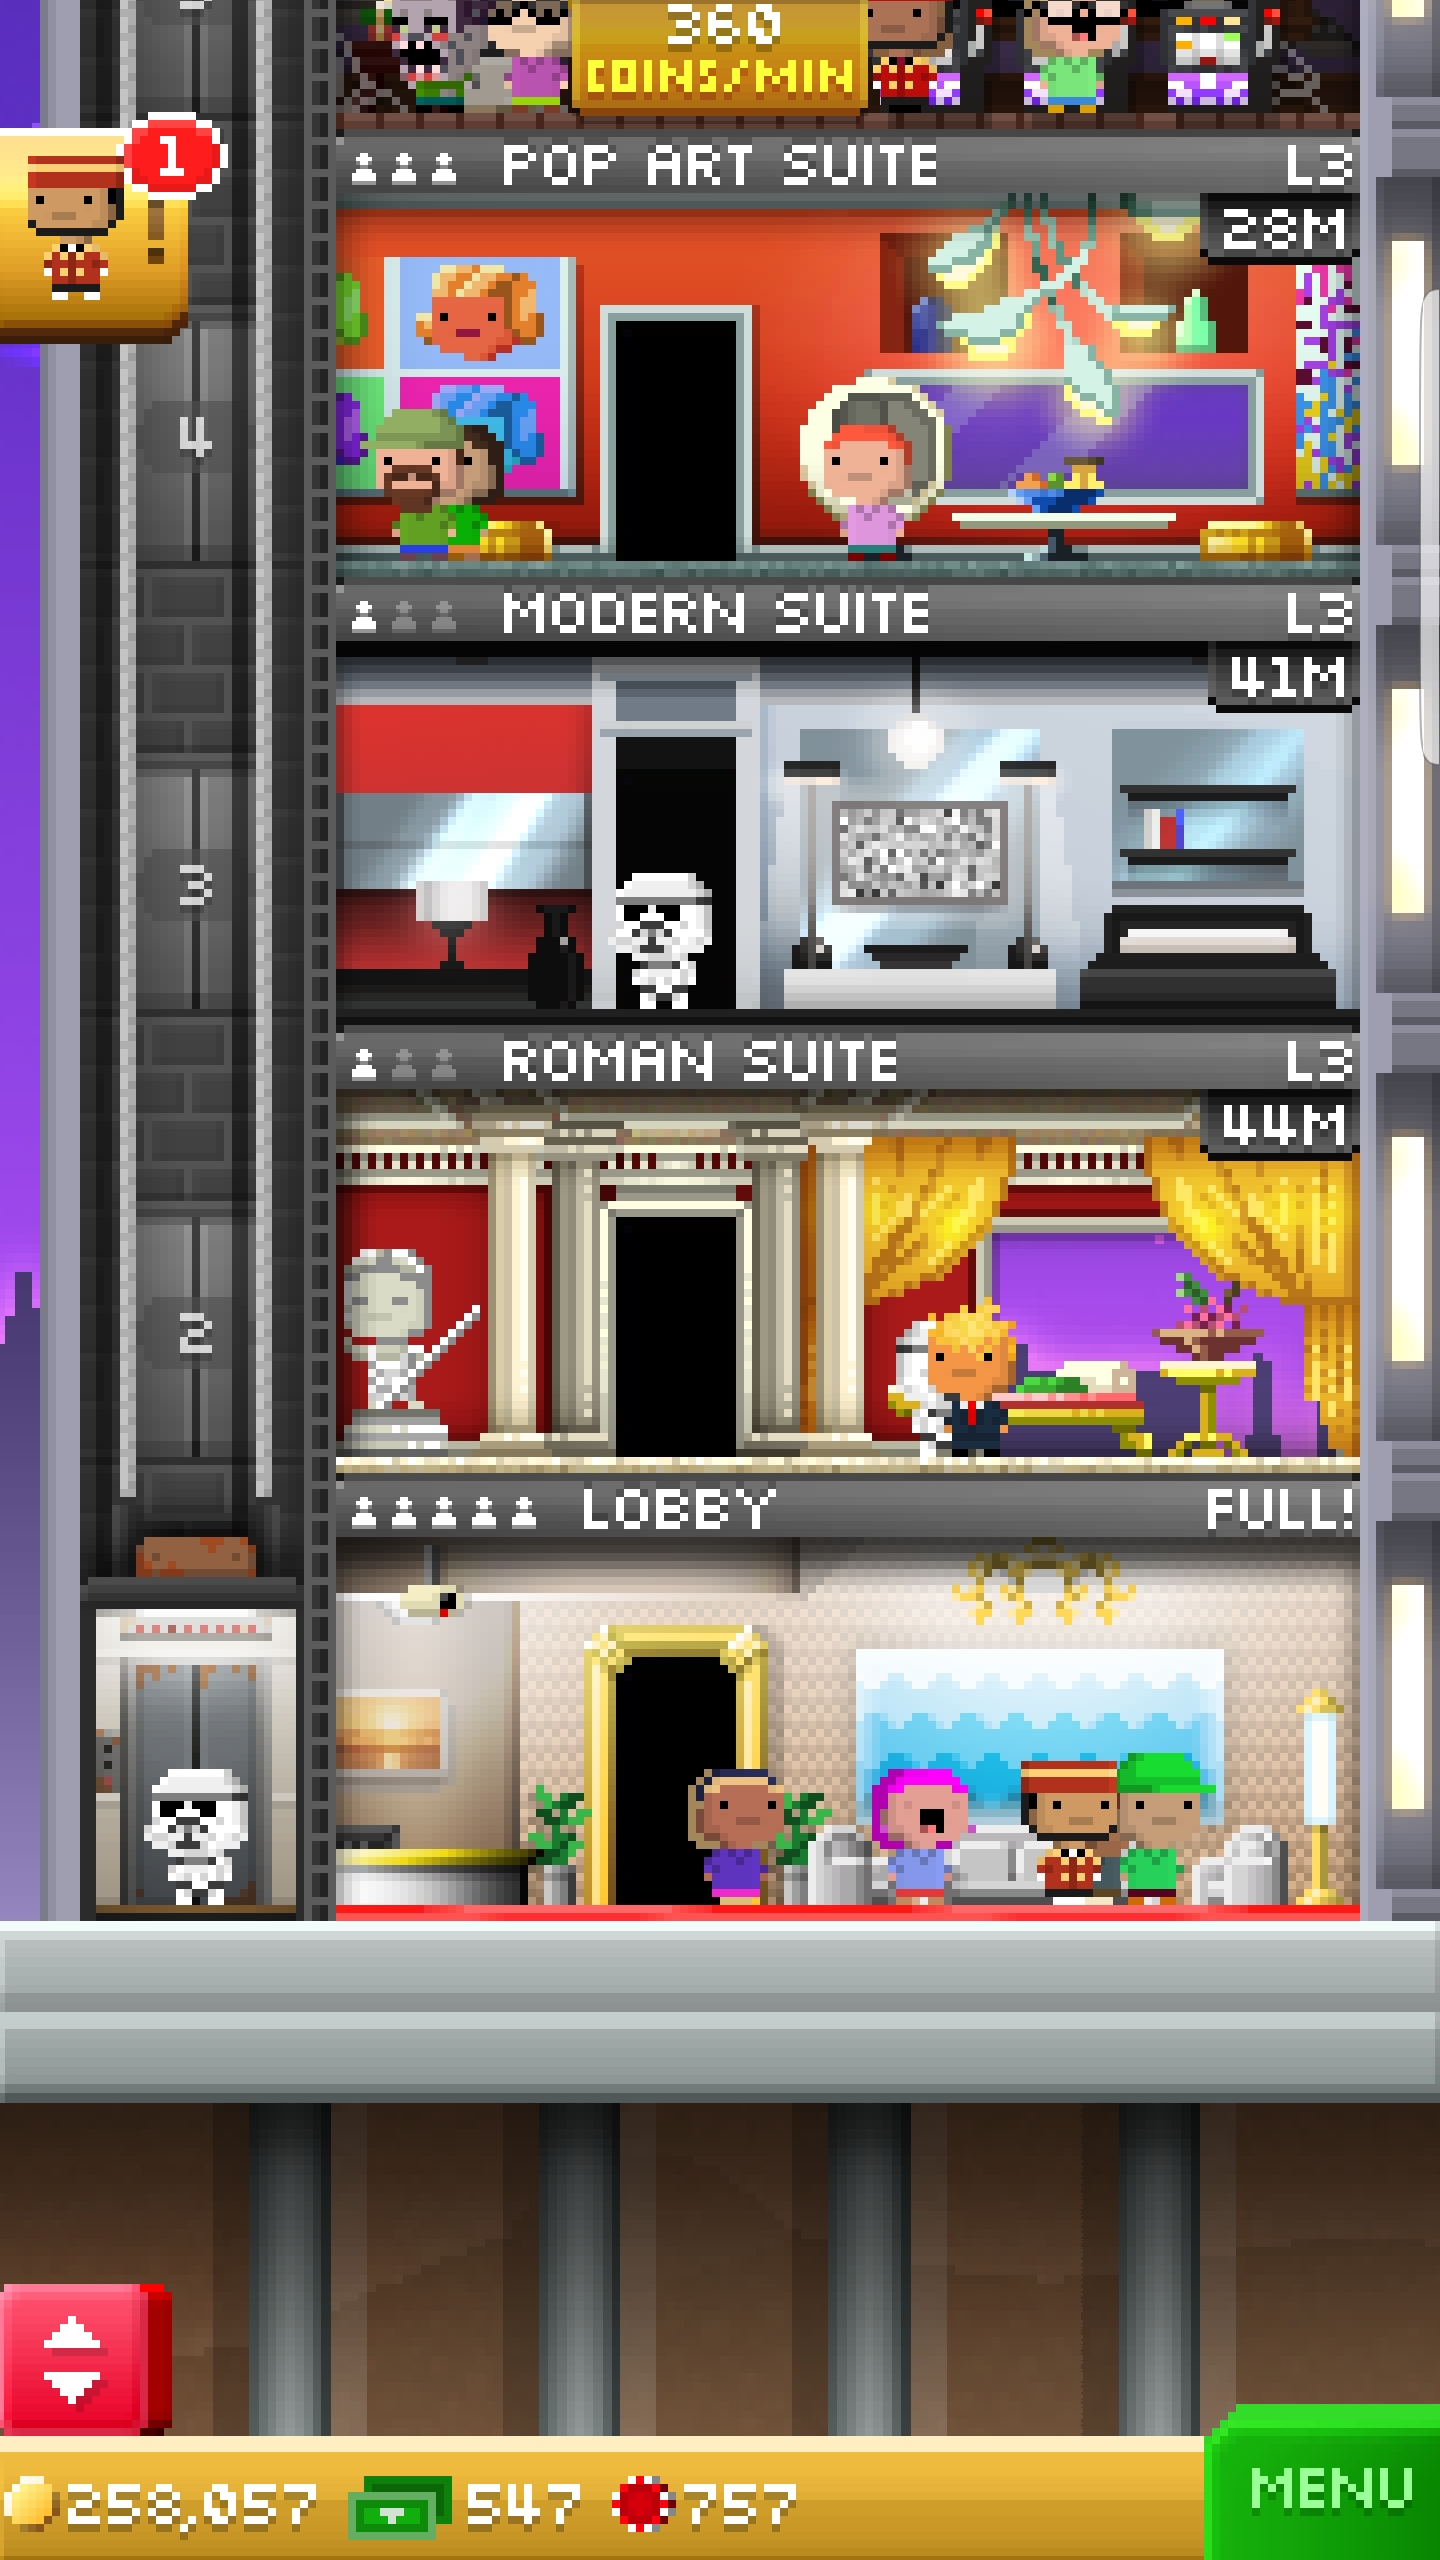 360
COINS/MIN
1
!
POP ART SUITE L3
28M
4
MODERN SUITE L3
41M
3
ROMAN SUITE L3
44M
2
LOBBY FULL!
258,057 547 757
MENU